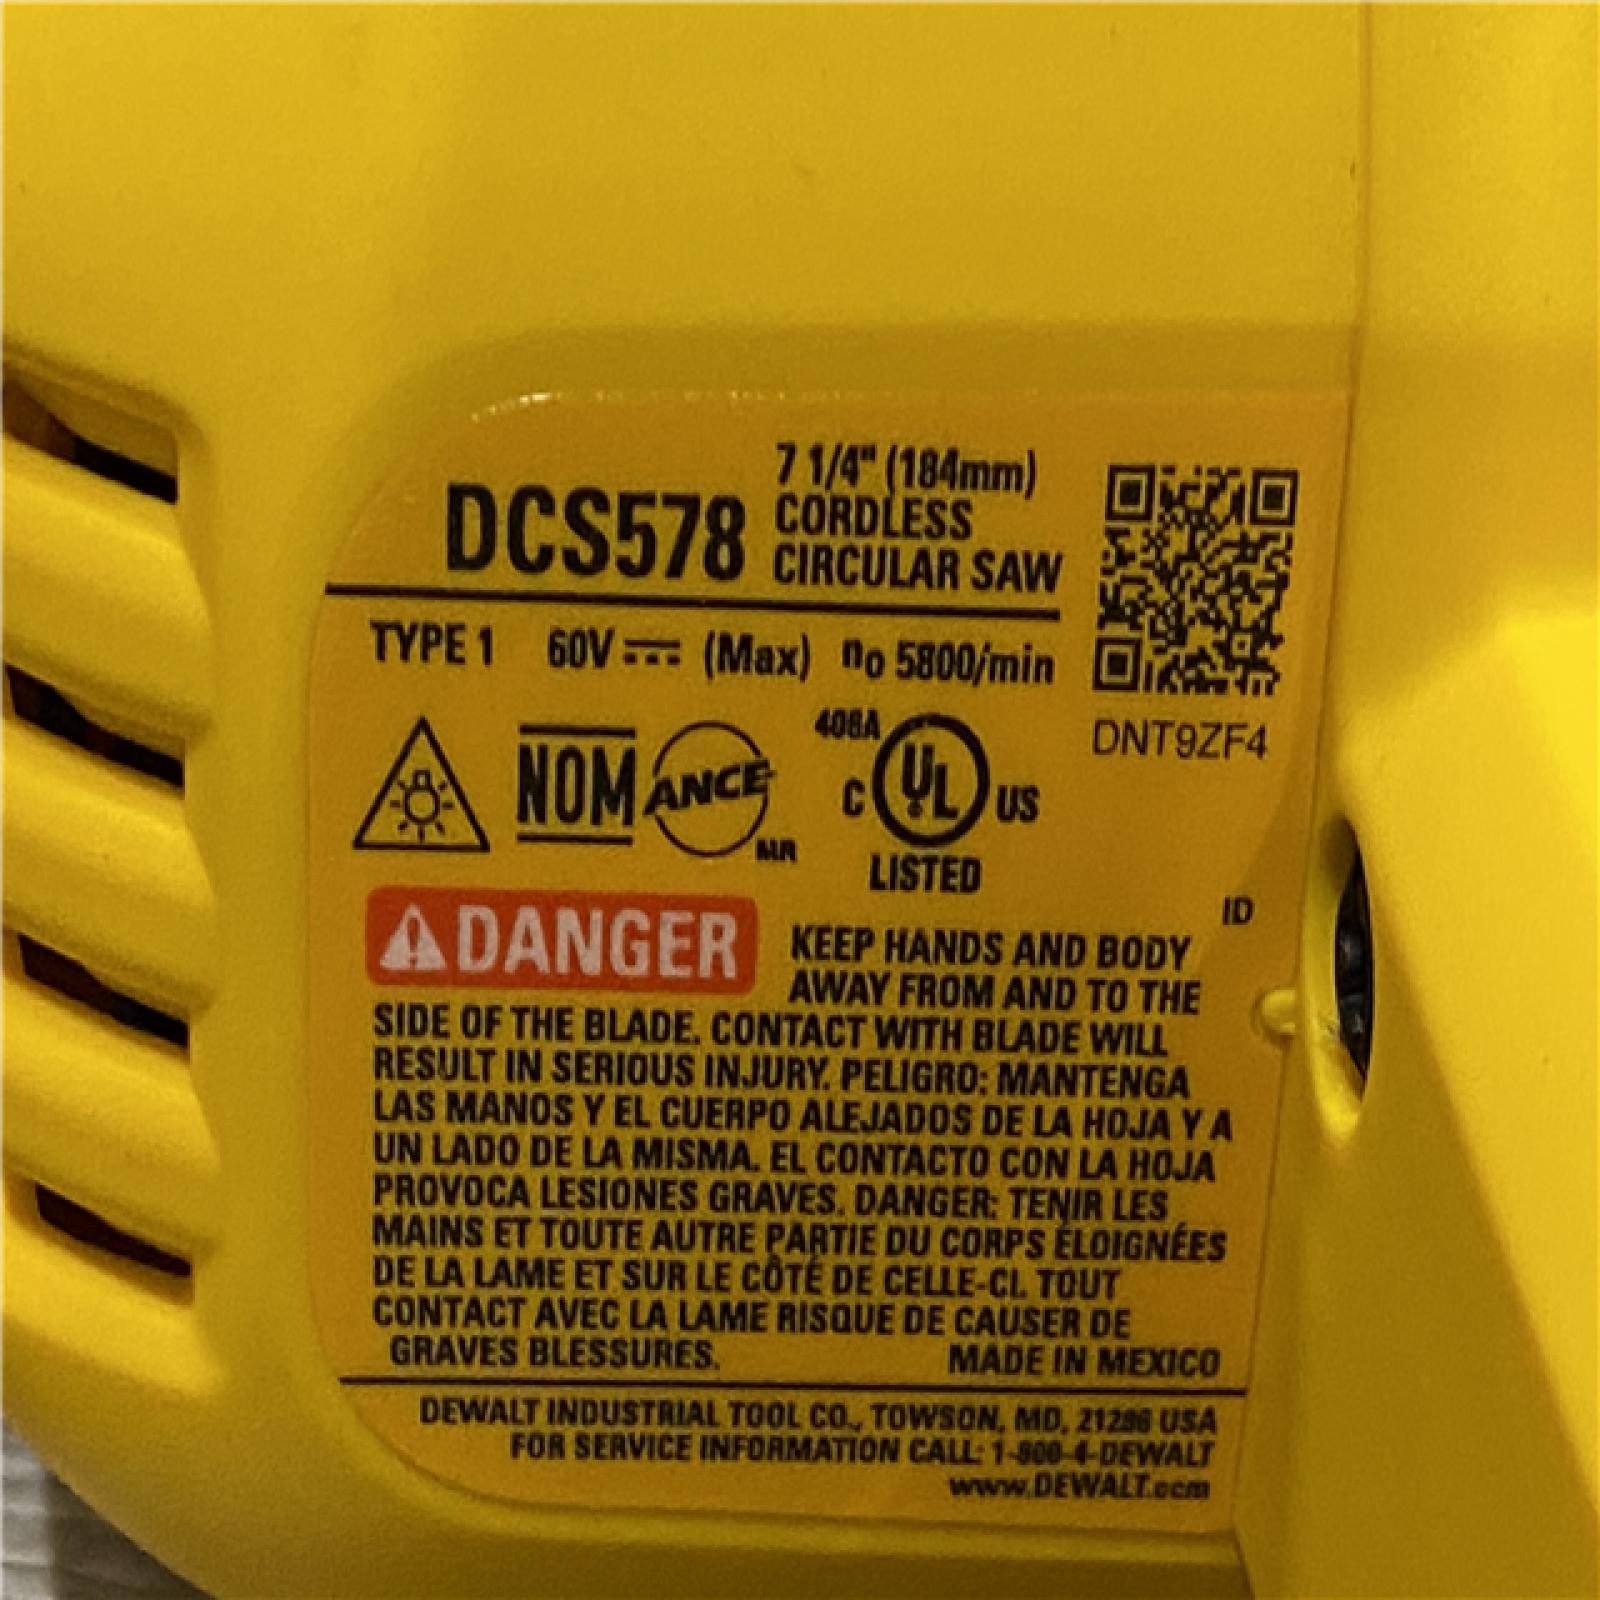 7 1/4" (184mm)
DCS578 CORDLESS
CIRCULAR SAW
TYPE 1 60V (Max) n0 5800/min
DNT9ZF4
NOM ANCE MR
408A
C UL US
LISTED
ID
DANGER KEEP HANDS AND BODY
AWAY FROM AND TO THE
SIDE OF THE BLADE. CONTACT WITH BLADE WILL
RESULT IN SERIOUS INJURY. PELIGRO: MANTENGA
LAS MANOS Y EL CUERPO ALEJADOS DE LA HOJA Y A
UN LADO DE LA MISMA. EL CONTACTO CON LA HOJA
PROVOCA LESIONES GRAVES. DANGER: TENIR LES
MAINS ET TOUTE AUTRE PARTIE DU CORPS ÉLOIGNÉES
DE LA LAME ET SUR LE CÔTÉ DE CELLE-CI. TOUT
CONTACT AVEC LA LAME RISQUE DE CAUSER DE
GRAVES BLESSURES. MADE IN MEXICO
DEWALT INDUSTRIAL TOOL CO., TOWSON, MD, 21286 USA
FOR SERVICE INFORMATION CALL: 1-800-4-DEWALT
www.DEWALT.com